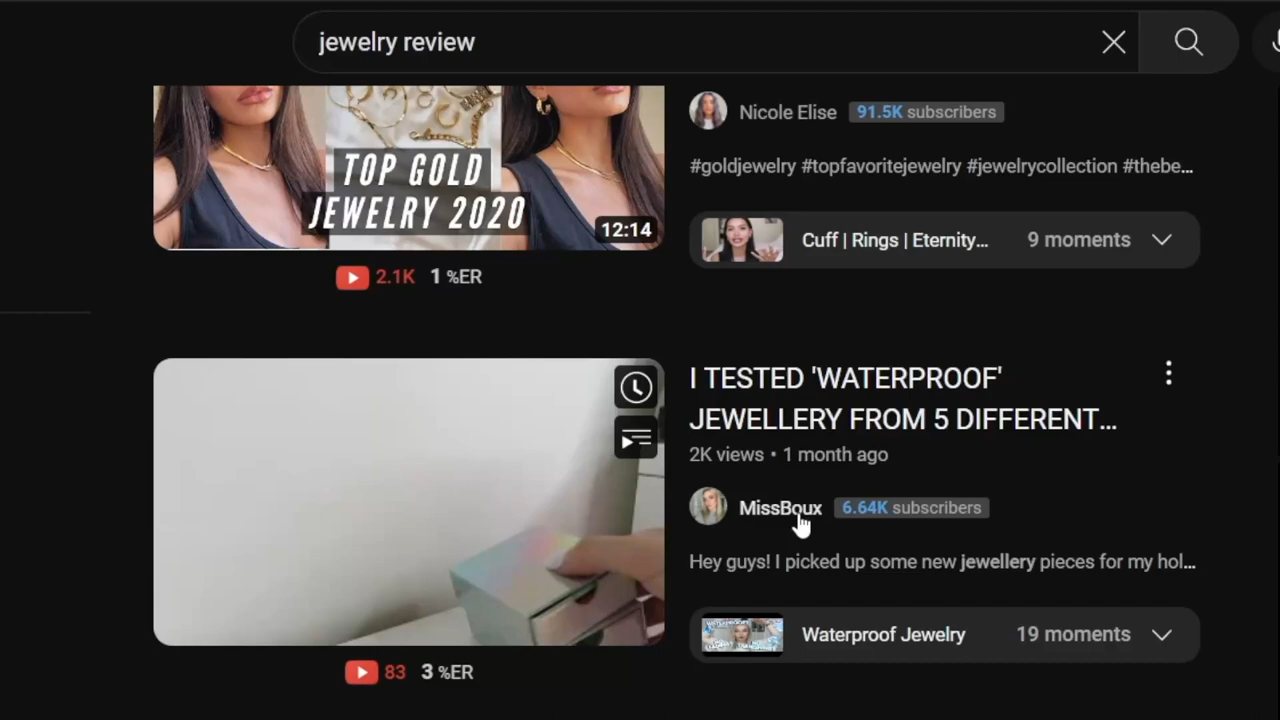 jewelry review
TOP GOLD
JEWELRY 2020
12:14
2.1K 1 %ER
Nicole Elise 91.5K subscribers
#goldjewelry #topfavoritejewelry #jewelrycollection #thebe...
Cuff | Rings | Eternity... 9 moments
I TESTED 'WATERPROOF'
JEWELLERY FROM 5 DIFFERENT...
2K views • 1 month ago
MissBoux 6.64K subscribers
Hey guys! I picked up some new jewellery pieces for my hol...
Waterproof Jewelry 19 moments
83 3 %ER